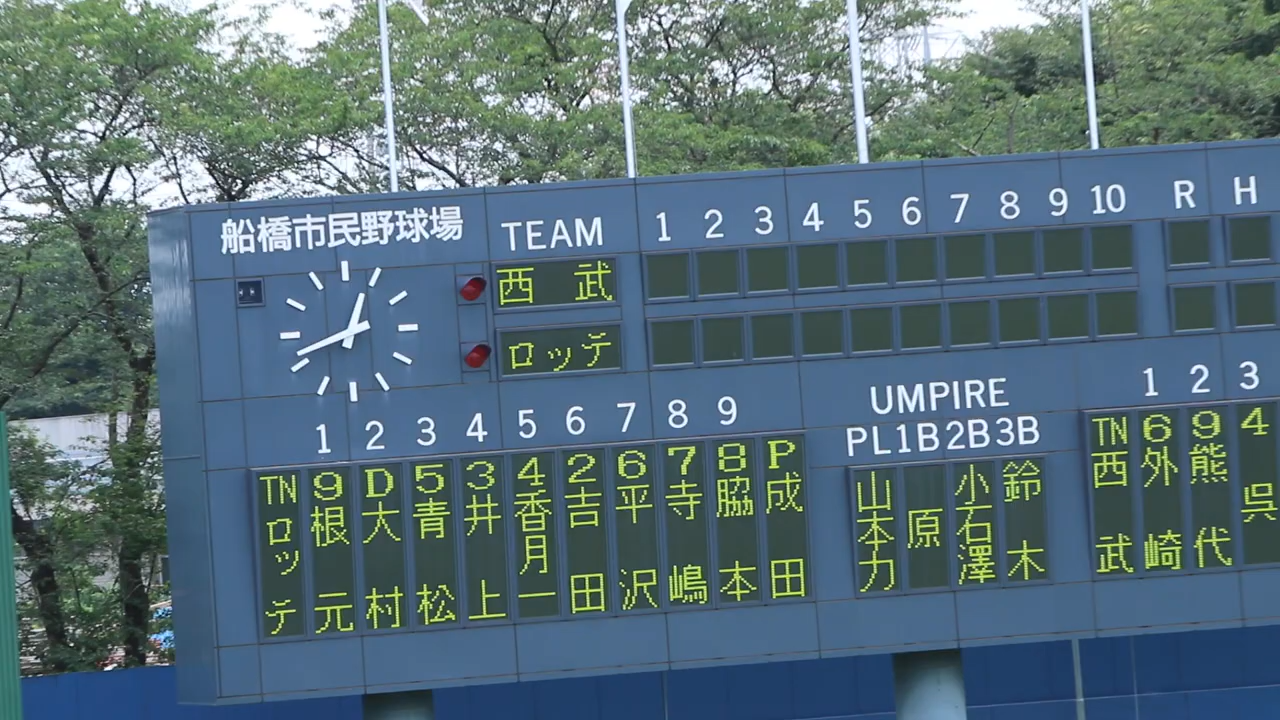 船橋市民野球場
TEAM 1 2 3 4 5 6 7 8 9 10 R H
西武
ロッテ
UMPIRE
PL 1B 2B 3B
山本力 原 小石澤 鈴木
1 2 3 4 5 6 7 8 9
TN ロッテ
9 根元
D 大村
5 青松
3 井上
4 香月一
2 吉田
6 平沢
7 寺嶋
8 脇本
P 成田
1 2 3
TN 西武
6 外崎
9 熊代
4 呉